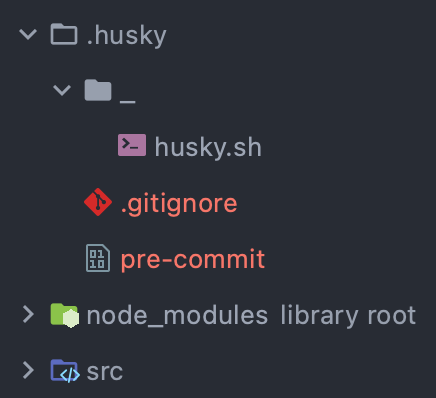 .husky
_
husky.sh
.gitignore
pre-commit
node_modules library root
src